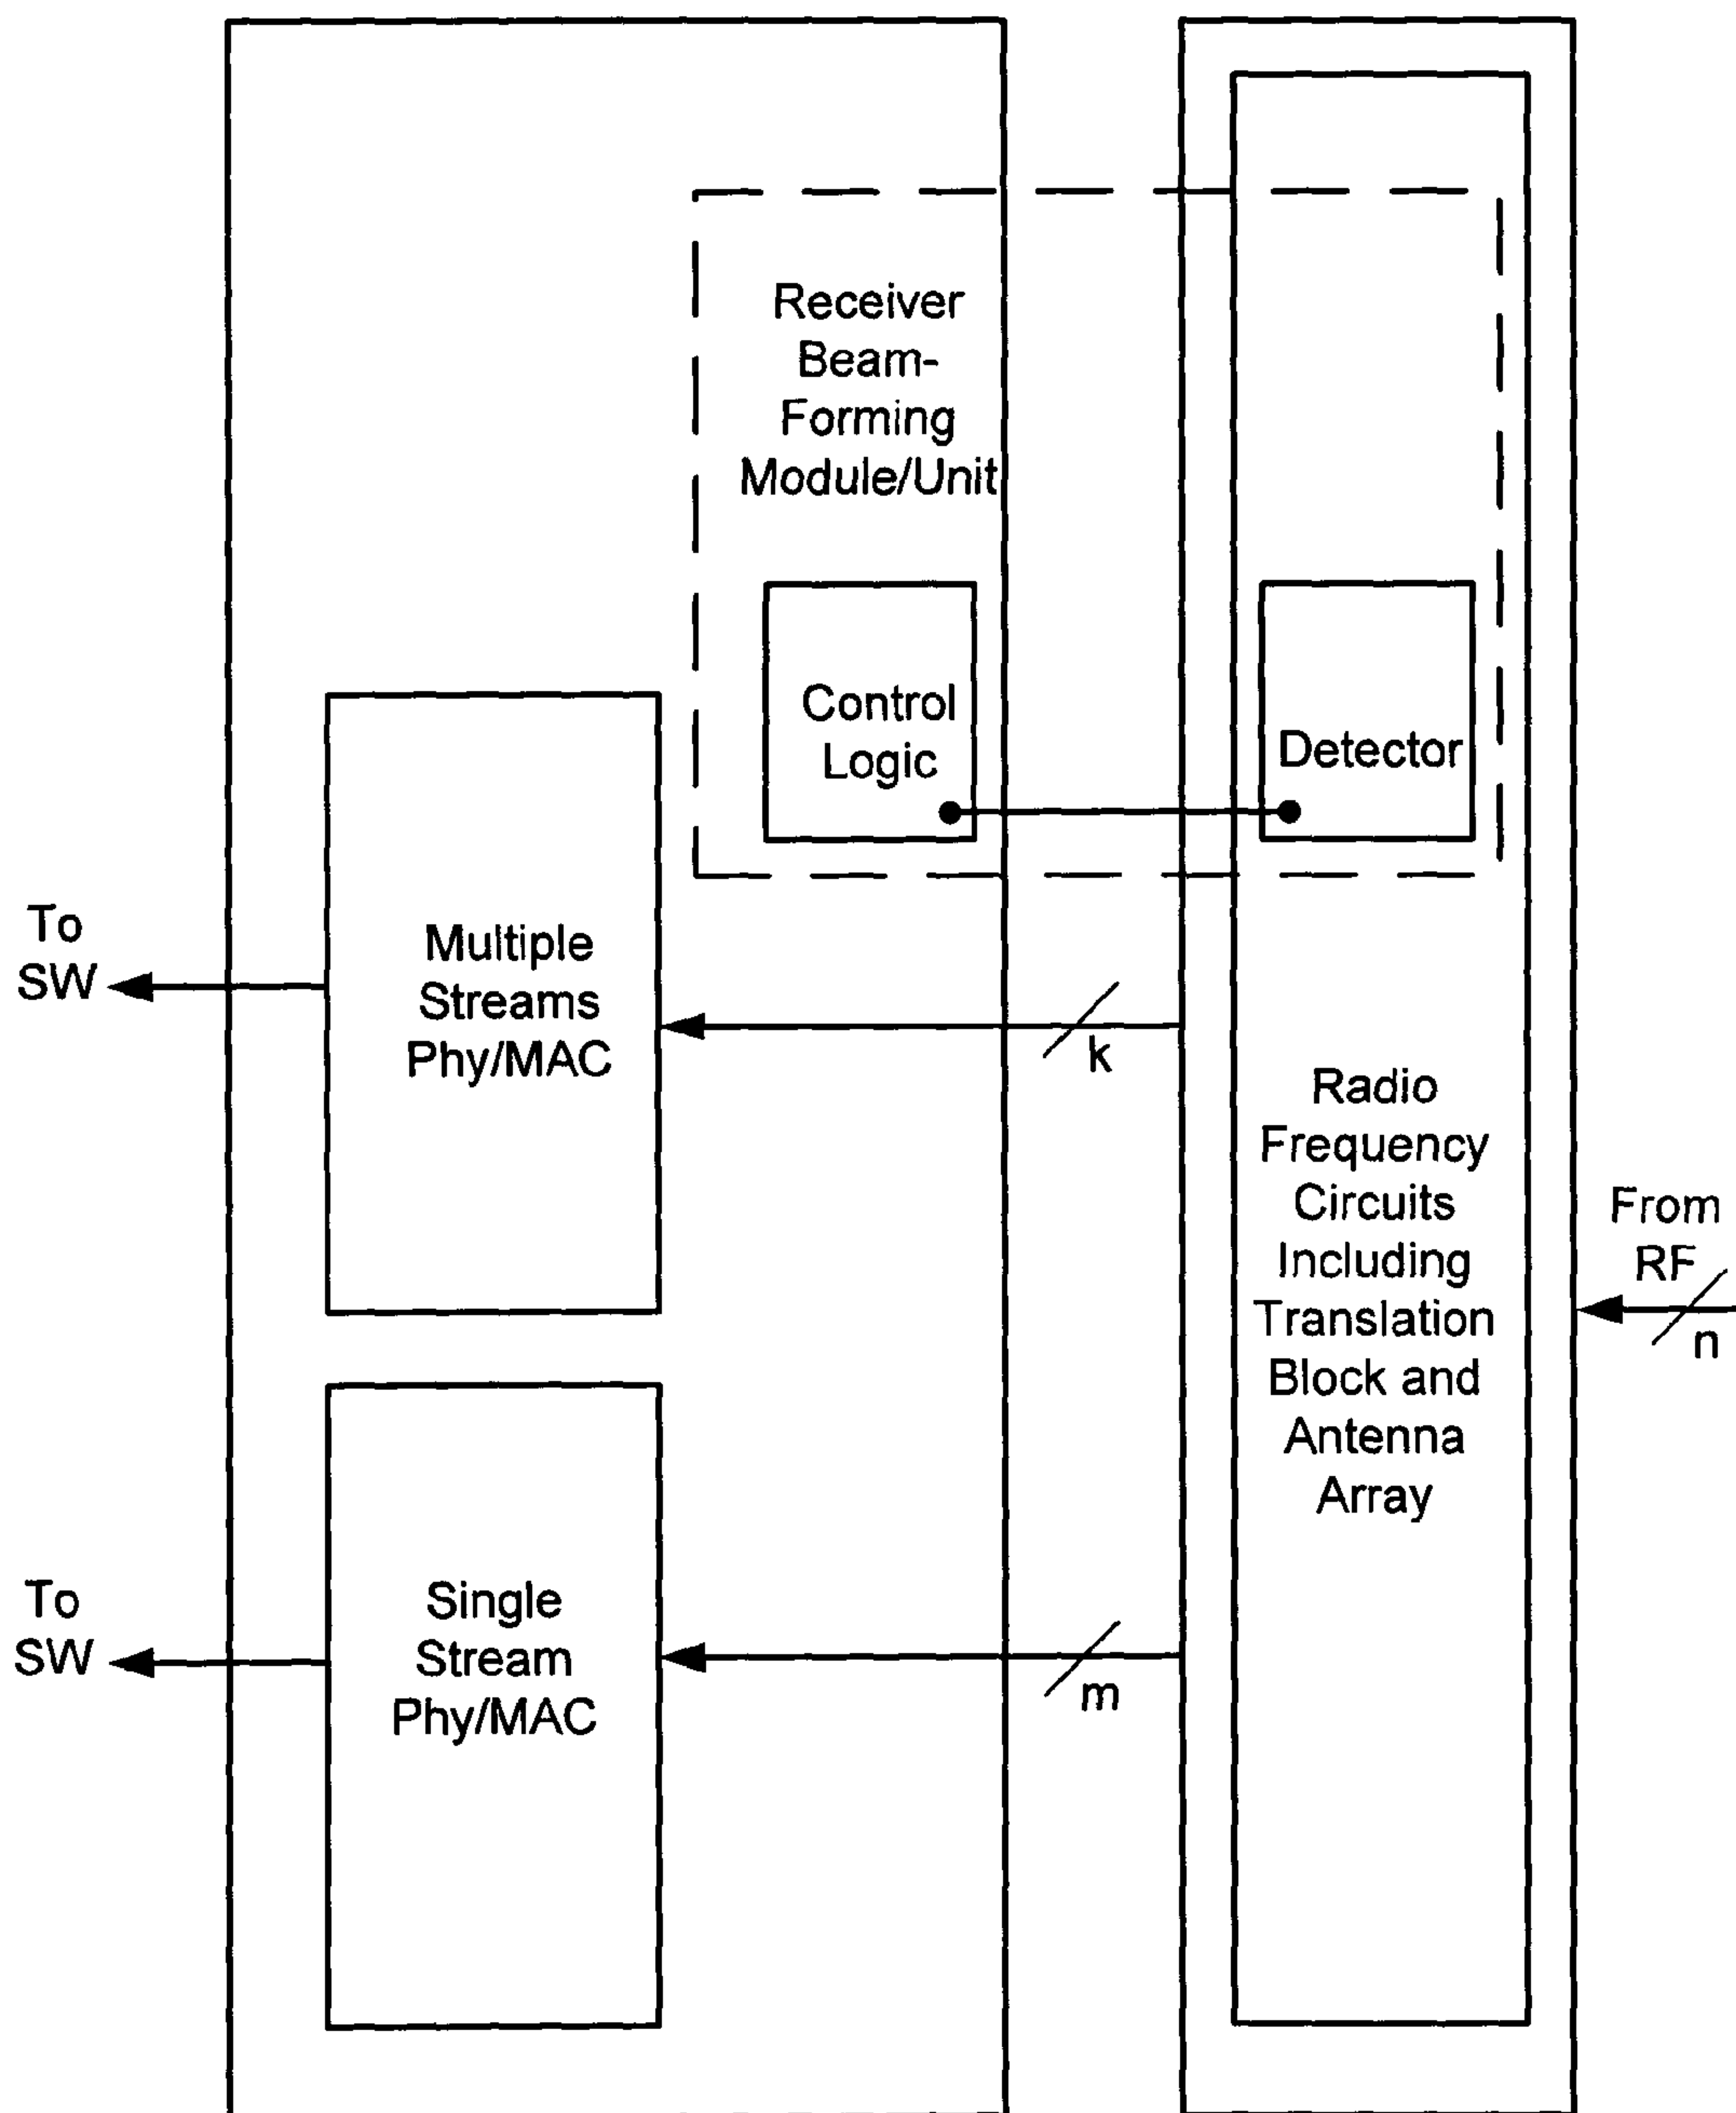 Receiver
Beam-
Forming
Module/Unit
Control
Logic
Detector
To
SW
Multiple
Streams
Phy/MAC
k
Radio
Frequency
Circuits
Including
Translation
Block and
Antenna
Array
From
RF
n
To
SW
Single
Stream
Phy/MAC
m